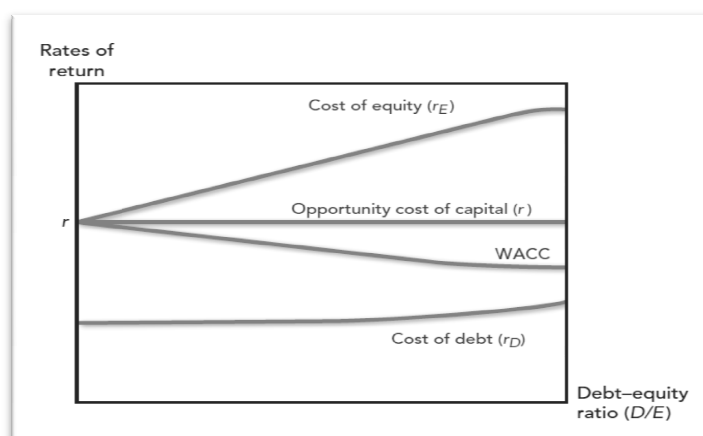 Rates of
return
Cost of equity (rE)
Opportunity cost of capital (r)
r
WACC
Cost of debt (rD)
Debt–equity
ratio (D/E)